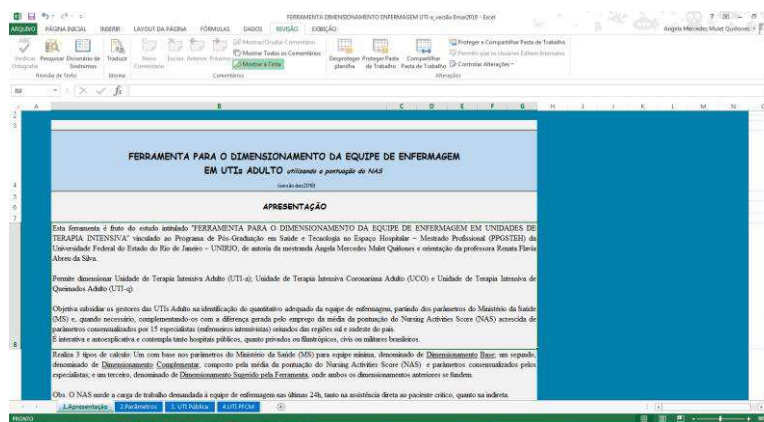 FERRAMENTA DIMENSIONAMENTO ENFERMAGEM UTI-a_versão 8mar2019 - Excel
ARQUIVO PÁGINA INICIAL INSERIR LAYOUT DA PÁGINA FÓRMULAS DADOS REVISÃO EXIBIÇÃO Angela Mercedes Mulet Quiñones
Mostrar/Ocultar Comentário
Mostrar Todos os Comentários
Mostrar à Tinta
Proteger e Compartilhar Pasta de Trabalho
Permitir que os Usuários Editem Intervalos
Controlar Alterações
Verificar Ortografia
Pesquisar
Dicionário de Sinônimos
Traduzir
Novo Comentário
Excluir
Anterior
Próximo
Desproteger planilha
Proteger Pasta de Trabalho
Compartilhar Pasta de Trabalho
Revisão de Texto
Idioma
Comentários
Alterações
B8
fx
A B C D E F G H I J K L M N
FERRAMENTA PARA O DIMENSIONAMENTO DA EQUIPE DE ENFERMAGEM
EM UTIs ADULTO utilizando a pontuação do NAS
APRESENTAÇÃO
Esta ferramenta é fruto do estudo intitulado "FERRAMENTA PARA O DIMENSIONAMENTO DA EQUIPE DE ENFERMAGEM EM UNIDADES DE
TERAPIA INTENSIVA" vinculado ao Programa de Pós-Graduação em Saúde e Tecnologia no Espaço Hospitalar – Mestrado Profissional (PPGSTEH) da
Universidade Federal do Estado do Rio de Janeiro – UNIRIO, de autoria da mestranda Angela Mercedes Mulet Quiñones e orientação da professora Renata Flavia
Abreu da Silva.
Permite dimensionar Unidade de Terapia Intensiva Adulto (UTI-a); Unidade de Terapia Intensiva Coronariana Adulto (UCO) e Unidade de Terapia Intensiva de
Queimados Adulto (UTI-q).
Objetiva subsidiar os gestores das UTIs Adulto na identificação do quantitativo adequado da equipe de enfermagem, partindo dos parâmetros do Ministério da Saúde
(MS) e, quando necessário, complementando-os com a diferença gerada pelo emprego da média da pontuação do Nursing Activities Score (NAS) acrescida de
parâmetros consensualizados por 15 especialistas (enfermeiros intensivistas) oriundos das regiões sul e sudeste do país.
É interativa e autoexplicativa e contempla tanto hospitais públicos, quanto privados ou filantrópicos, civis ou militares brasileiros.
Realiza 3 tipos de calculo: Um com base nos parâmetros do Ministério da Saúde (MS) para equipe mínima, denominado de Dimensionamento Base; um segundo,
denominado de Dimensionamento Complementar, composto pela média da pontuação do Nursing Activities Score (NAS) e parâmetros consensualizados pelos
especialistas; e um terceiro, denominado de Dimensionamento Sugerido pela Ferramenta, onde ambos os dimensionamentos anteriores se fundem.
Obs. O NAS mede a carga de trabalho demandada à equipe de enfermagem nas últimas 24h, tanto na assistência direta ao paciente crítico, quanto na indireta.
1.Apresentação 2.Parâmetros 3. UTI Pública 4.UTI PFCM
PRONTO